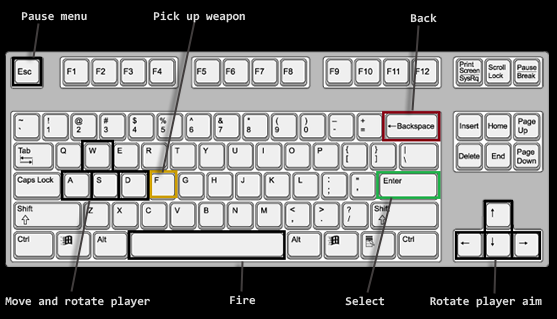 Pause menu
Pick up weapon
Back
Esc
F1 F2 F3 F4 F5 F6 F7 F8 F9 F10 F11 F12
Print Screen SysRq
Scroll Lock
Pause Break
~ `
! 1
@ 2
# 3
$ 4
% 5
^ 6
& 7
* 8
( 9
) 0
_ -
+ =
←Backspace
Insert Home Page Up
Tab Q W E R T Y U I O P { [ } ] | \
Delete End Page Down
Caps Lock A S D F G H J K L : ; " ' Enter
Shift Z X C V B N M < , > . ? / Shift
↑
Ctrl Alt Alt Ctrl
← ↓ →
Move and rotate player
Fire
Select
Rotate player aim